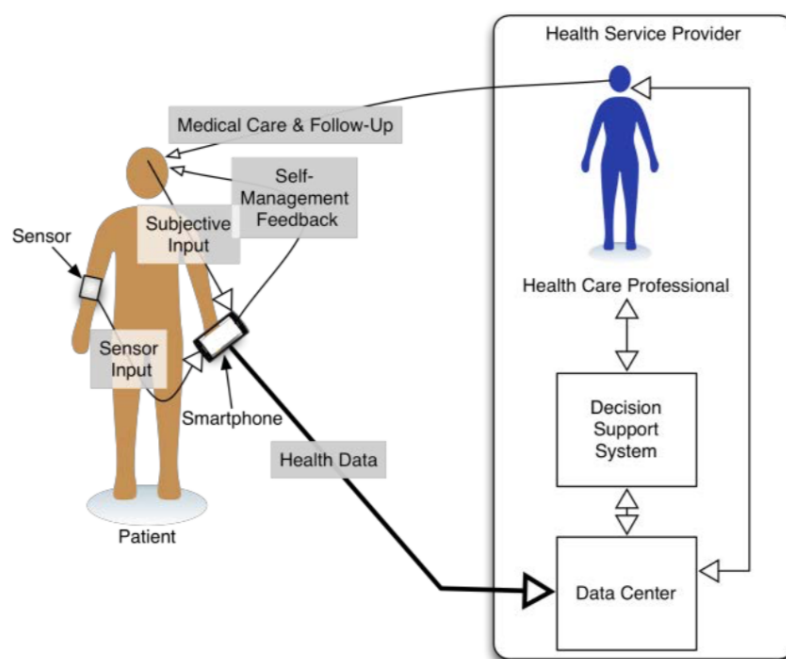 Health Service Provider
Medical Care & Follow-Up
Self-
Management
Feedback
Subjective
Input
Sensor
Sensor
Input
Smartphone
Health Data
Patient
Health Care Professional
Decision
Support
System
Data Center